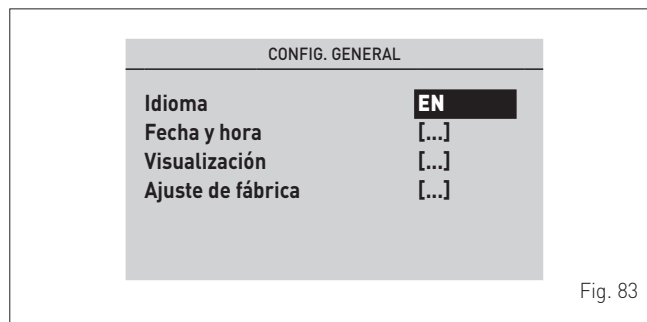 CONFIG. GENERAL
Idioma EN
Fecha y hora [...]
Visualización [...]
Ajuste de fábrica [...]
Fig. 83